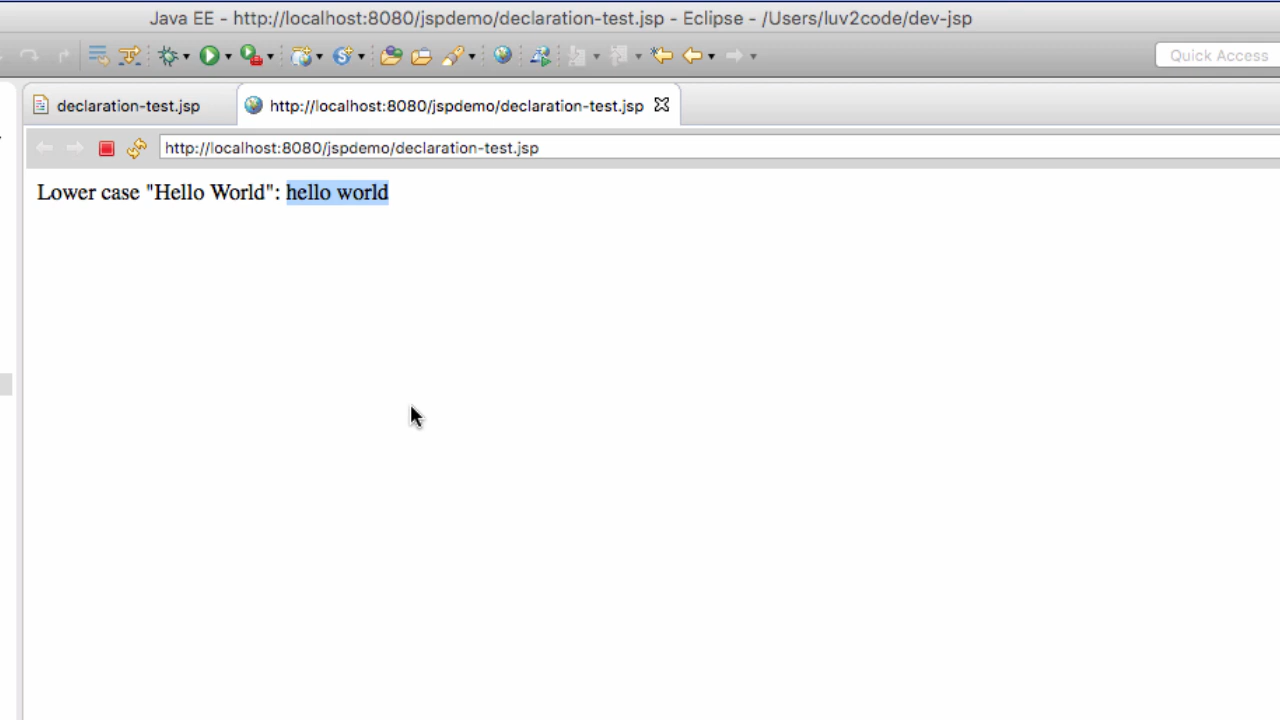 Java EE - http://localhost:8080/jspdemo/declaration-test.jsp - Eclipse - /Users/luv2code/dev-jsp
Quick Access
declaration-test.jsp
http://localhost:8080/jspdemo/declaration-test.jsp
http://localhost:8080/jspdemo/declaration-test.jsp
Lower case "Hello World": hello world